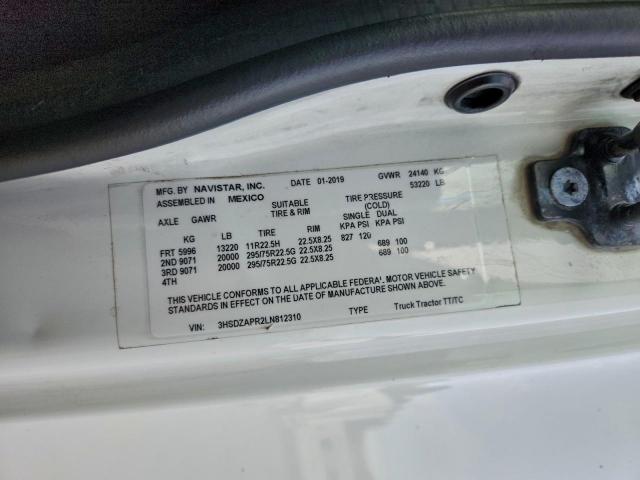 MFG. BY NAVISTAR, INC. DATE 01-2019 GVWR 24140 KG
ASSEMBLED IN MEXICO 53220 LB
SUITABLE TIRE PRESSURE
AXLE GAWR TIRE & RIM (COLD)
SINGLE DUAL
KG LB TIRE RIM KPA PSI KPA PSI
FRT 5996 13220 11R22.5H 22.5X8.25 827 120
2ND 9071 20000 295/75R22.5G 22.5X8.25 689 100
3RD 9071 20000 295/75R22.5G 22.5X8.25 689 100
4TH
THIS VEHICLE CONFORMS TO ALL APPLICABLE FEDERAL MOTOR VEHICLE SAFETY
STANDARDS IN EFFECT ON THE DATE OF MANUFACTURE SHOWN ABOVE.
VIN: 3HSDZAPR2LN812310 TYPE Truck Tractor TT/TC